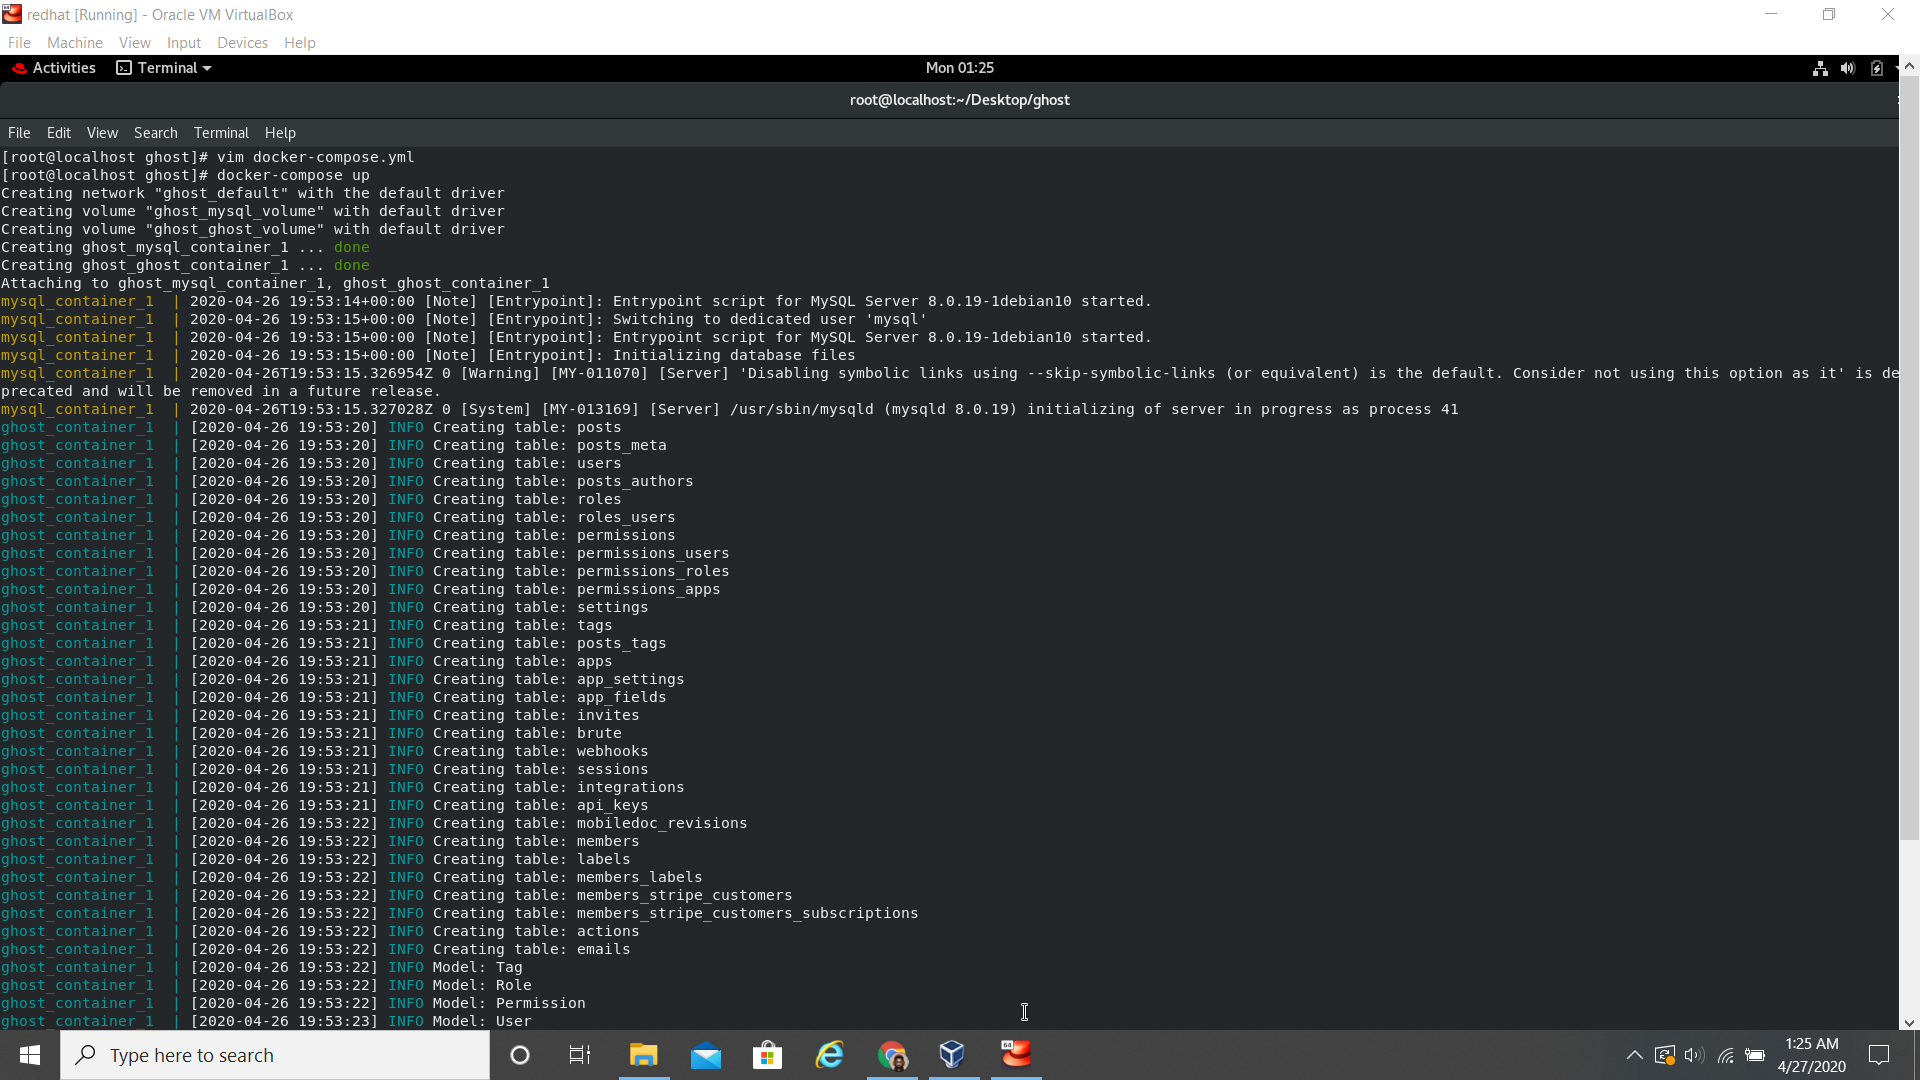 redhat [Running] - Oracle VM VirtualBox
File Machine View Input Devices Help
Activities Terminal Mon 01:25
root@localhost:~/Desktop/ghost
File Edit View Search Terminal Help
[root@localhost ghost]# vim docker-compose.yml
[root@localhost ghost]# docker-compose up
Creating network "ghost_default" with the default driver
Creating volume "ghost_mysql_volume" with default driver
Creating volume "ghost_ghost_volume" with default driver
Creating ghost_mysql_container_1 ... done
Creating ghost_ghost_container_1 ... done
Attaching to ghost_mysql_container_1, ghost_ghost_container_1
mysql_container_1 | 2020-04-26 19:53:14+00:00 [Note] [Entrypoint]: Entrypoint script for MySQL Server 8.0.19-1debian10 started.
mysql_container_1 | 2020-04-26 19:53:15+00:00 [Note] [Entrypoint]: Switching to dedicated user 'mysql'
mysql_container_1 | 2020-04-26 19:53:15+00:00 [Note] [Entrypoint]: Entrypoint script for MySQL Server 8.0.19-1debian10 started.
mysql_container_1 | 2020-04-26 19:53:15+00:00 [Note] [Entrypoint]: Initializing database files
mysql_container_1 | 2020-04-26T19:53:15.326954Z 0 [Warning] [MY-011070] [Server] 'Disabling symbolic links using --skip-symbolic-links (or equivalent) is the default. Consider not using this option as it' is de
precated and will be removed in a future release.
mysql_container_1 | 2020-04-26T19:53:15.327028Z 0 [System] [MY-013169] [Server] /usr/sbin/mysqld (mysqld 8.0.19) initializing of server in progress as process 41
ghost_container_1 | [2020-04-26 19:53:20] INFO Creating table: posts
ghost_container_1 | [2020-04-26 19:53:20] INFO Creating table: posts_meta
ghost_container_1 | [2020-04-26 19:53:20] INFO Creating table: users
ghost_container_1 | [2020-04-26 19:53:20] INFO Creating table: posts_authors
ghost_container_1 | [2020-04-26 19:53:20] INFO Creating table: roles
ghost_container_1 | [2020-04-26 19:53:20] INFO Creating table: roles_users
ghost_container_1 | [2020-04-26 19:53:20] INFO Creating table: permissions
ghost_container_1 | [2020-04-26 19:53:20] INFO Creating table: permissions_users
ghost_container_1 | [2020-04-26 19:53:20] INFO Creating table: permissions_roles
ghost_container_1 | [2020-04-26 19:53:20] INFO Creating table: permissions_apps
ghost_container_1 | [2020-04-26 19:53:20] INFO Creating table: settings
ghost_container_1 | [2020-04-26 19:53:21] INFO Creating table: tags
ghost_container_1 | [2020-04-26 19:53:21] INFO Creating table: posts_tags
ghost_container_1 | [2020-04-26 19:53:21] INFO Creating table: apps
ghost_container_1 | [2020-04-26 19:53:21] INFO Creating table: app_settings
ghost_container_1 | [2020-04-26 19:53:21] INFO Creating table: app_fields
ghost_container_1 | [2020-04-26 19:53:21] INFO Creating table: invites
ghost_container_1 | [2020-04-26 19:53:21] INFO Creating table: brute
ghost_container_1 | [2020-04-26 19:53:21] INFO Creating table: webhooks
ghost_container_1 | [2020-04-26 19:53:21] INFO Creating table: sessions
ghost_container_1 | [2020-04-26 19:53:21] INFO Creating table: integrations
ghost_container_1 | [2020-04-26 19:53:21] INFO Creating table: api_keys
ghost_container_1 | [2020-04-26 19:53:22] INFO Creating table: mobiledoc_revisions
ghost_container_1 | [2020-04-26 19:53:22] INFO Creating table: members
ghost_container_1 | [2020-04-26 19:53:22] INFO Creating table: labels
ghost_container_1 | [2020-04-26 19:53:22] INFO Creating table: members_labels
ghost_container_1 | [2020-04-26 19:53:22] INFO Creating table: members_stripe_customers
ghost_container_1 | [2020-04-26 19:53:22] INFO Creating table: members_stripe_customers_subscriptions
ghost_container_1 | [2020-04-26 19:53:22] INFO Creating table: actions
ghost_container_1 | [2020-04-26 19:53:22] INFO Creating table: emails
ghost_container_1 | [2020-04-26 19:53:22] INFO Model: Tag
ghost_container_1 | [2020-04-26 19:53:22] INFO Model: Role
ghost_container_1 | [2020-04-26 19:53:22] INFO Model: Permission
ghost_container_1 | [2020-04-26 19:53:23] INFO Model: User
Type here to search
1:25 AM
4/27/2020